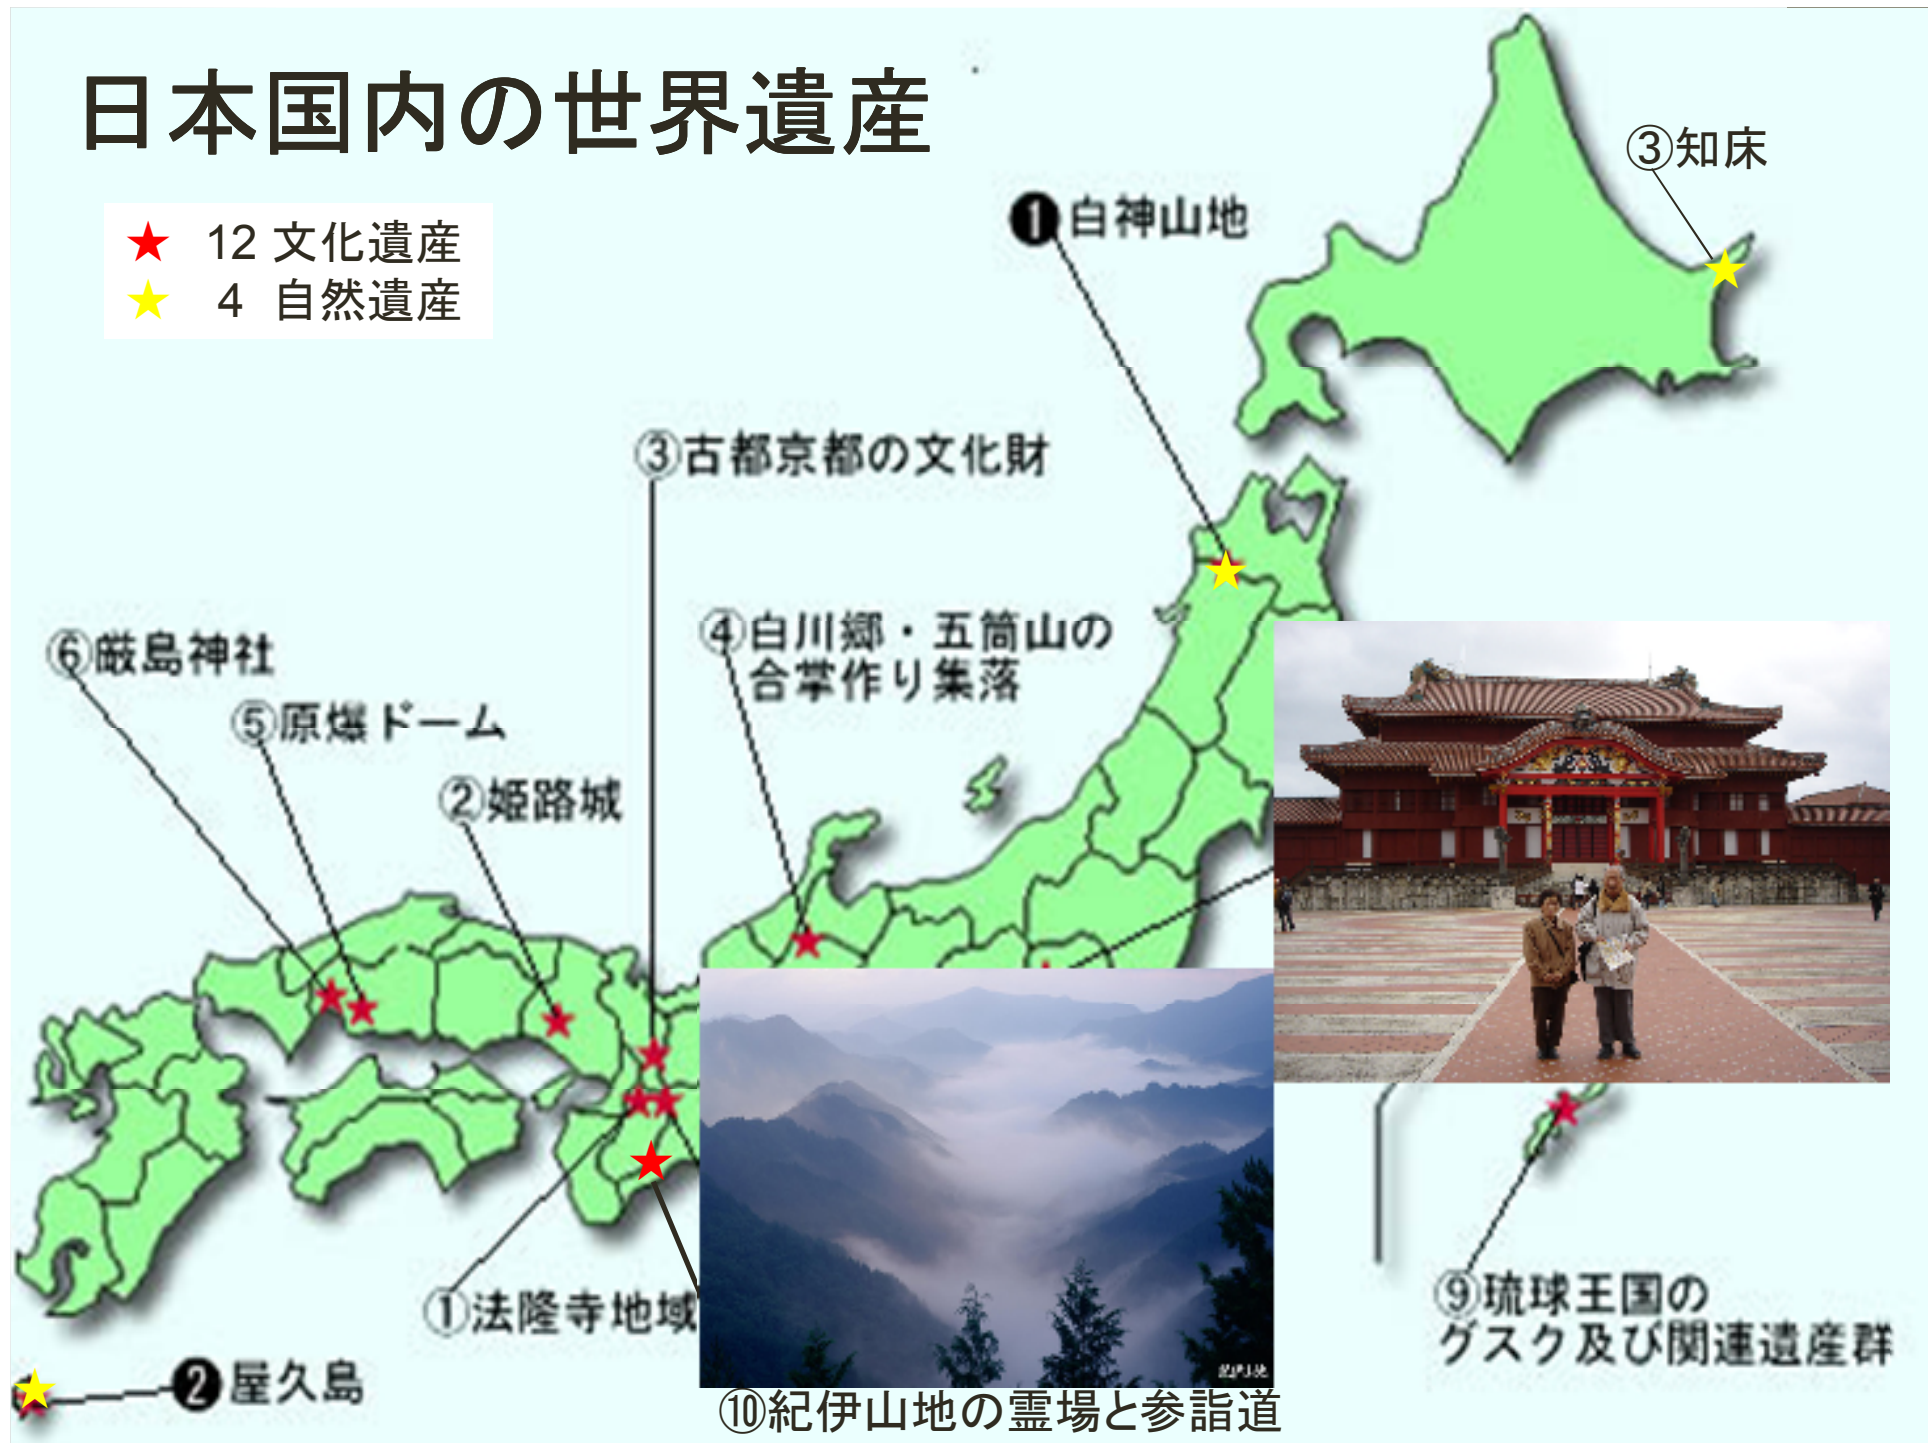 日本国内の世界遺産
★ 12 文化遺産
★ 4 自然遺産
③知床
❶白神山地
③古都京都の文化財
④白川郷・五箇山の
合掌作り集落
⑥厳島神社
⑤原爆ドーム
②姫路城
①法隆寺地域
❷屋久島
⑨琉球王国の
グスク及び関連遺産群
紀伊山地
⑩紀伊山地の霊場と参詣道